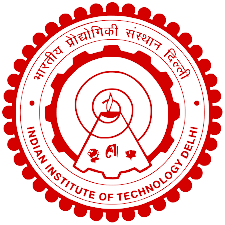 भारतीय प्रौद्योगिकी संस्थान दिल्ली
INDIAN INSTITUTE OF TECHNOLOGY DELHI